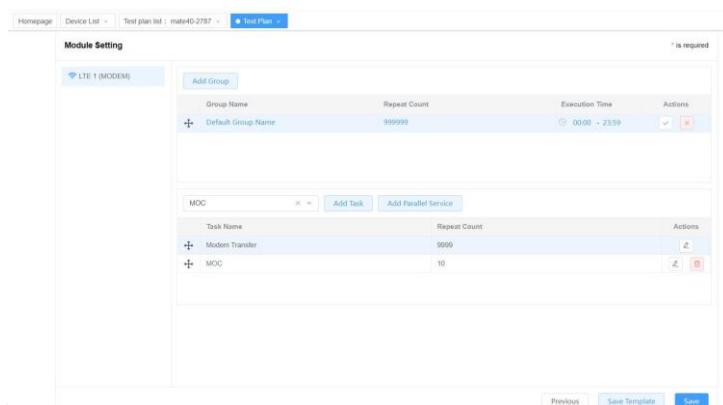 Homepage
Device List
Test plan list : mate40-2787
Test Plan
Module Setting
* is required
LTE 1 (MODEM)
Add Group
Group Name Repeat Count Execution Time Actions
Default Group Name 999999 00:00 - 23:59
MOC Add Task Add Parallel Service
Task Name Repeat Count Actions
Modem Transfer 9999
MOC 10
Previous Save Template Save